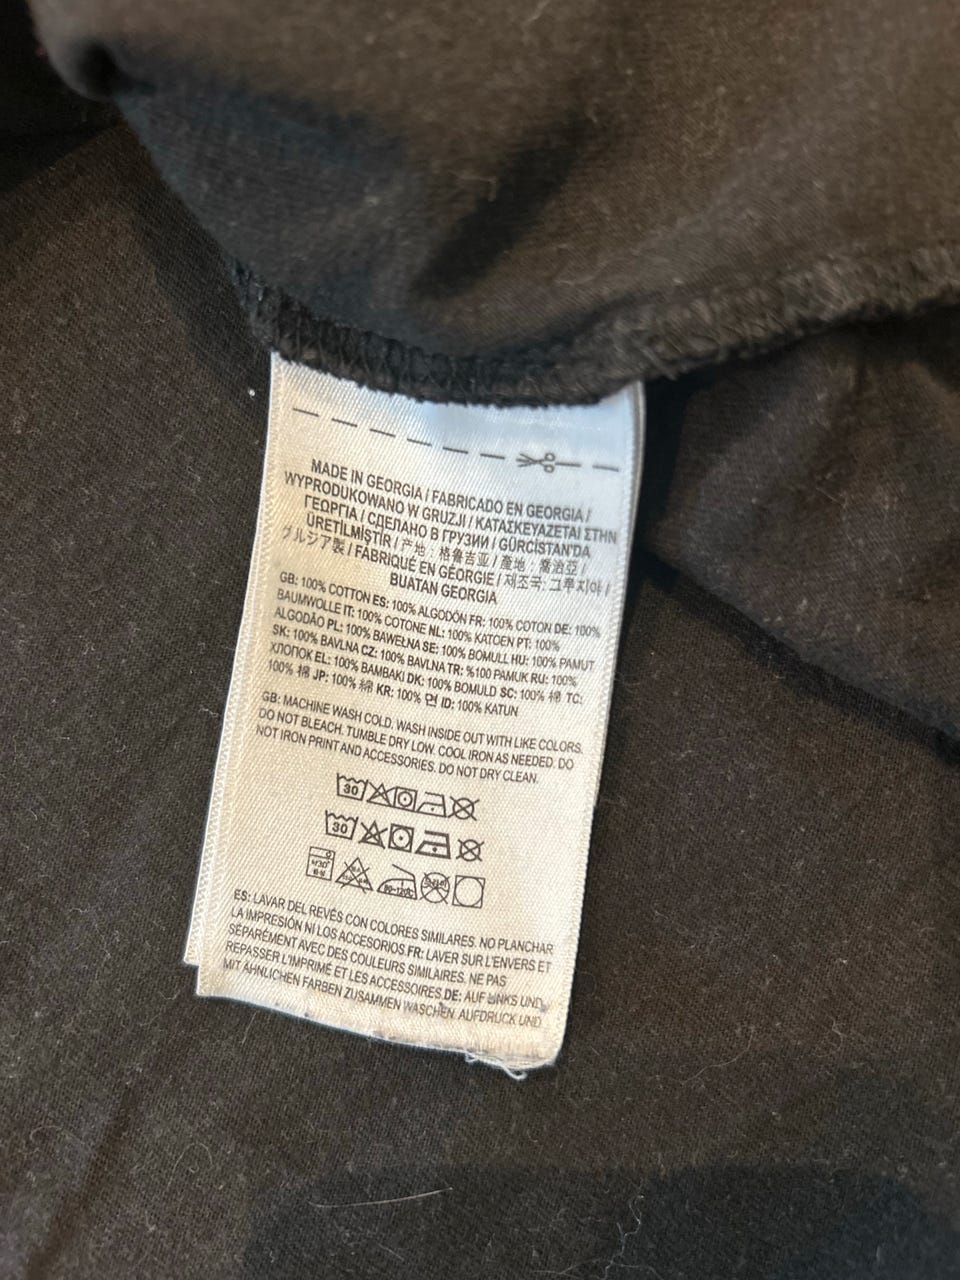 MADE IN GEORGIA / FABRICADO EN GEORGIA /
WYPRODUKOWANO W GRUZJI / ΚΑΤΑΣΚΕΥΑΖΕΤΑΙ ΣΤΗΝ
ΓΕΩΡΓΙΑ / СДЕЛАНО В ГРУЗИИ / GÜRCİSTAN'DA
ÜRETİLMİŞTİR / 产地 : 格鲁吉亚 / 產地 : 喬治亞 /
グルジア製 / FABRIQUÉ EN GÉORGIE / 제조국: 그루지아 /
BUATAN GEORGIA
GB: 100% COTTON ES: 100% ALGODÓN FR: 100% COTON DE: 100%
BAUMWOLLE IT: 100% COTONE NL: 100% KATOEN PT: 100%
ALGODÃO PL: 100% BAWEŁNA SE: 100% BOMULL HU: 100% PAMUT
SK: 100% BAVLNA CZ: 100% BAVLNA TR: %100 PAMUK RU: 100%
ХЛОПОК EL: 100% BAMBAKI DK: 100% BOMULD SC: 100% 棉 TC:
100% 棉 JP: 100% 綿 KR: 100% 면 ID: 100% KATUN
GB: MACHINE WASH COLD. WASH INSIDE OUT WITH LIKE COLORS.
DO NOT BLEACH. TUMBLE DRY LOW. COOL IRON AS NEEDED. DO
NOT IRON PRINT AND ACCESSORIES. DO NOT DRY CLEAN.
30
30
80~120°C
ES: LAVAR DEL REVÉS CON COLORES SIMILARES. NO PLANCHAR
LA IMPRESIÓN NI LOS ACCESORIOS.FR: LAVER SUR L'ENVERS ET
SÉPARÉMENT AVEC DES COULEURS SIMILAIRES. NE PAS
REPASSER L'IMPRIMÉ ET LES ACCESSOIRES.DE: AUF LINKS UND
MIT ÄHNLICHEN FARBEN ZUSAMMEN WASCHEN. AUFDRUCK UND